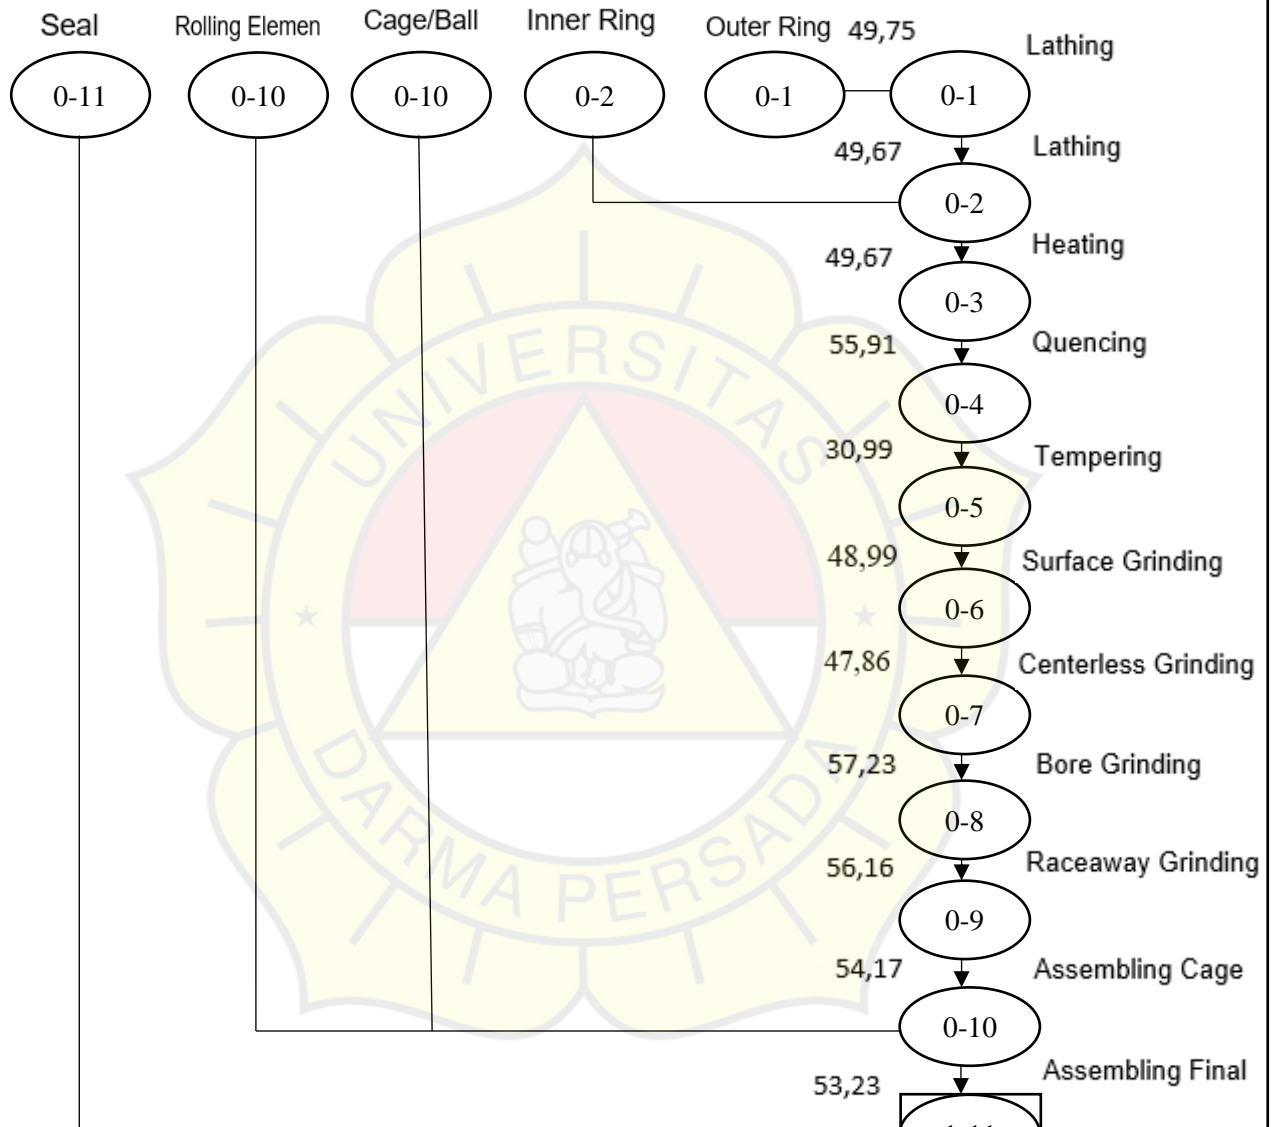 Seal
Rolling Elemen
Cage/Ball
Inner Ring
Outer Ring
49,75
Lathing
0-11
0-10
0-10
0-2
0-1
0-1
49,67
Lathing
0-2
49,67
Heating
0-3
55,91
Quencing
0-4
30,99
Tempering
0-5
48,99
Surface Grinding
0-6
47,86
Centerless Grinding
0-7
57,23
Bore Grinding
0-8
56,16
Raceaway Grinding
0-9
54,17
Assembling Cage
0-10
53,23
Assembling Final
UNIVERSITAS
DARMA PERSADA